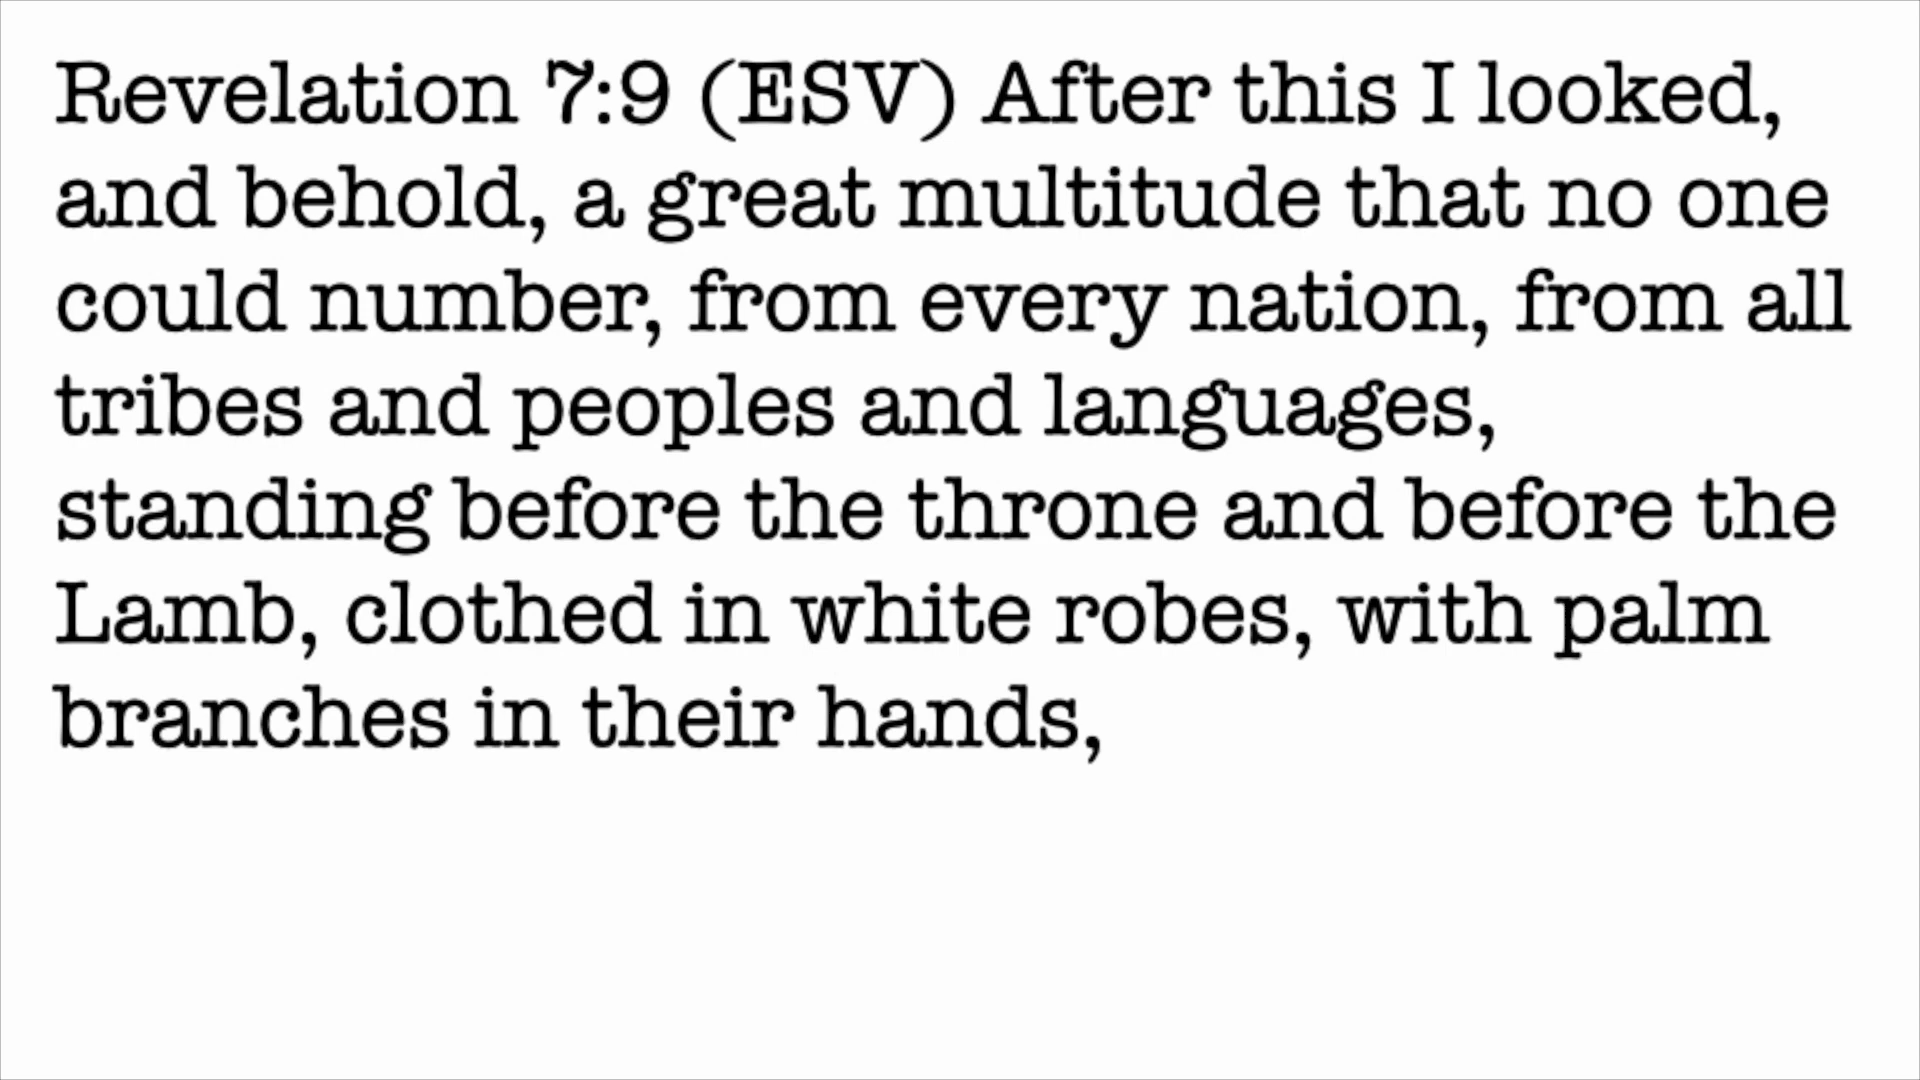 Revelation 7:9 (ESV) After this I looked,
and behold, a great multitude that no one
could number, from every nation, from all
tribes and peoples and languages,
standing before the throne and before the
Lamb, clothed in white robes, with palm
branches in their hands,